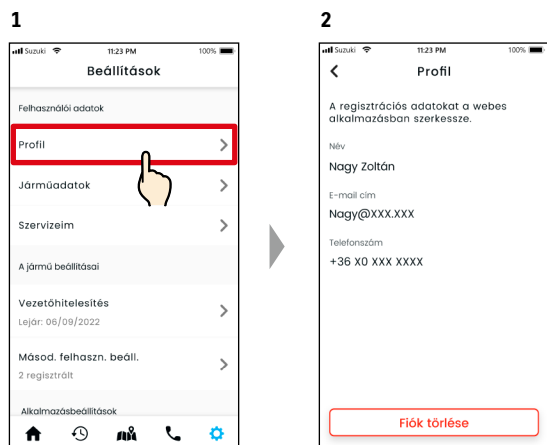 1
Suzuki 11:23 PM 100%
Beállítások
Felhasználói adatok
Profil
Járműadatok
Szervizeim
A jármű beállításai
Vezetőhitelesítés
Lejár: 06/09/2022
Másod. felhaszn. beáll.
2 regisztrált
Alkalmazásbeállítások
2
Suzuki 11:23 PM 100%
Profil
A regisztrációs adatokat a webes
alkalmazásban szerkessze.
Név
Nagy Zoltán
E-mail cím
Nagy@XXX.XXX
Telefonszám
+36 X0 XXX XXXX
Fiók törlése